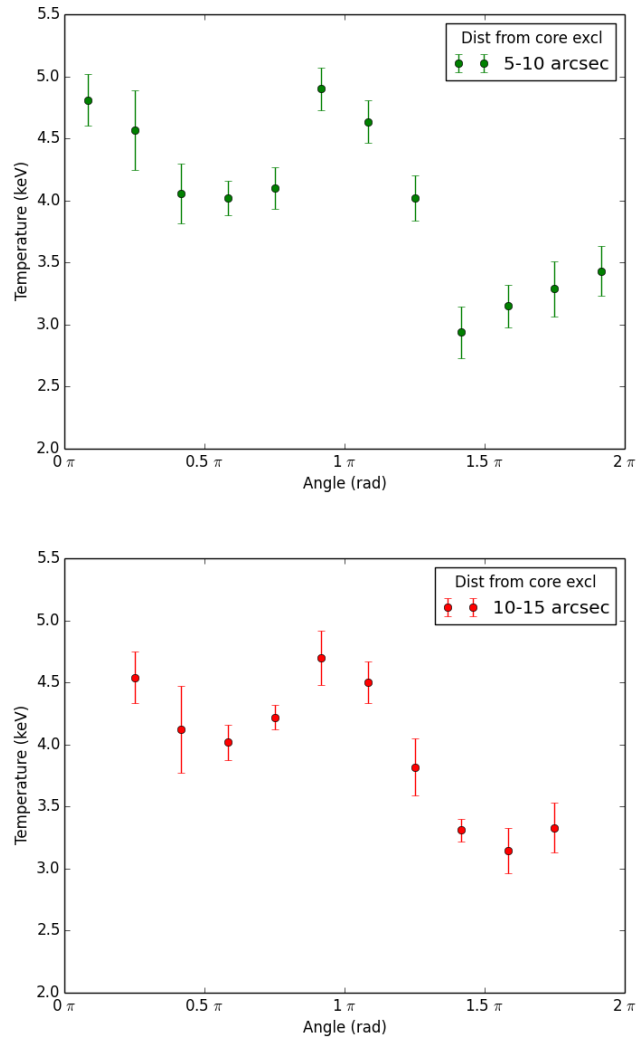 5.5
Dist from core excl
5-10 arcsec
5.0
4.5
4.0
3.5
3.0
2.5
2.0
Temperature (keV)
0 π
0.5 π
1 π
1.5 π
2 π
Angle (rad)
5.5
Dist from core excl
10-15 arcsec
5.0
4.5
4.0
3.5
3.0
2.5
2.0
Temperature (keV)
0 π
0.5 π
1 π
1.5 π
2 π
Angle (rad)